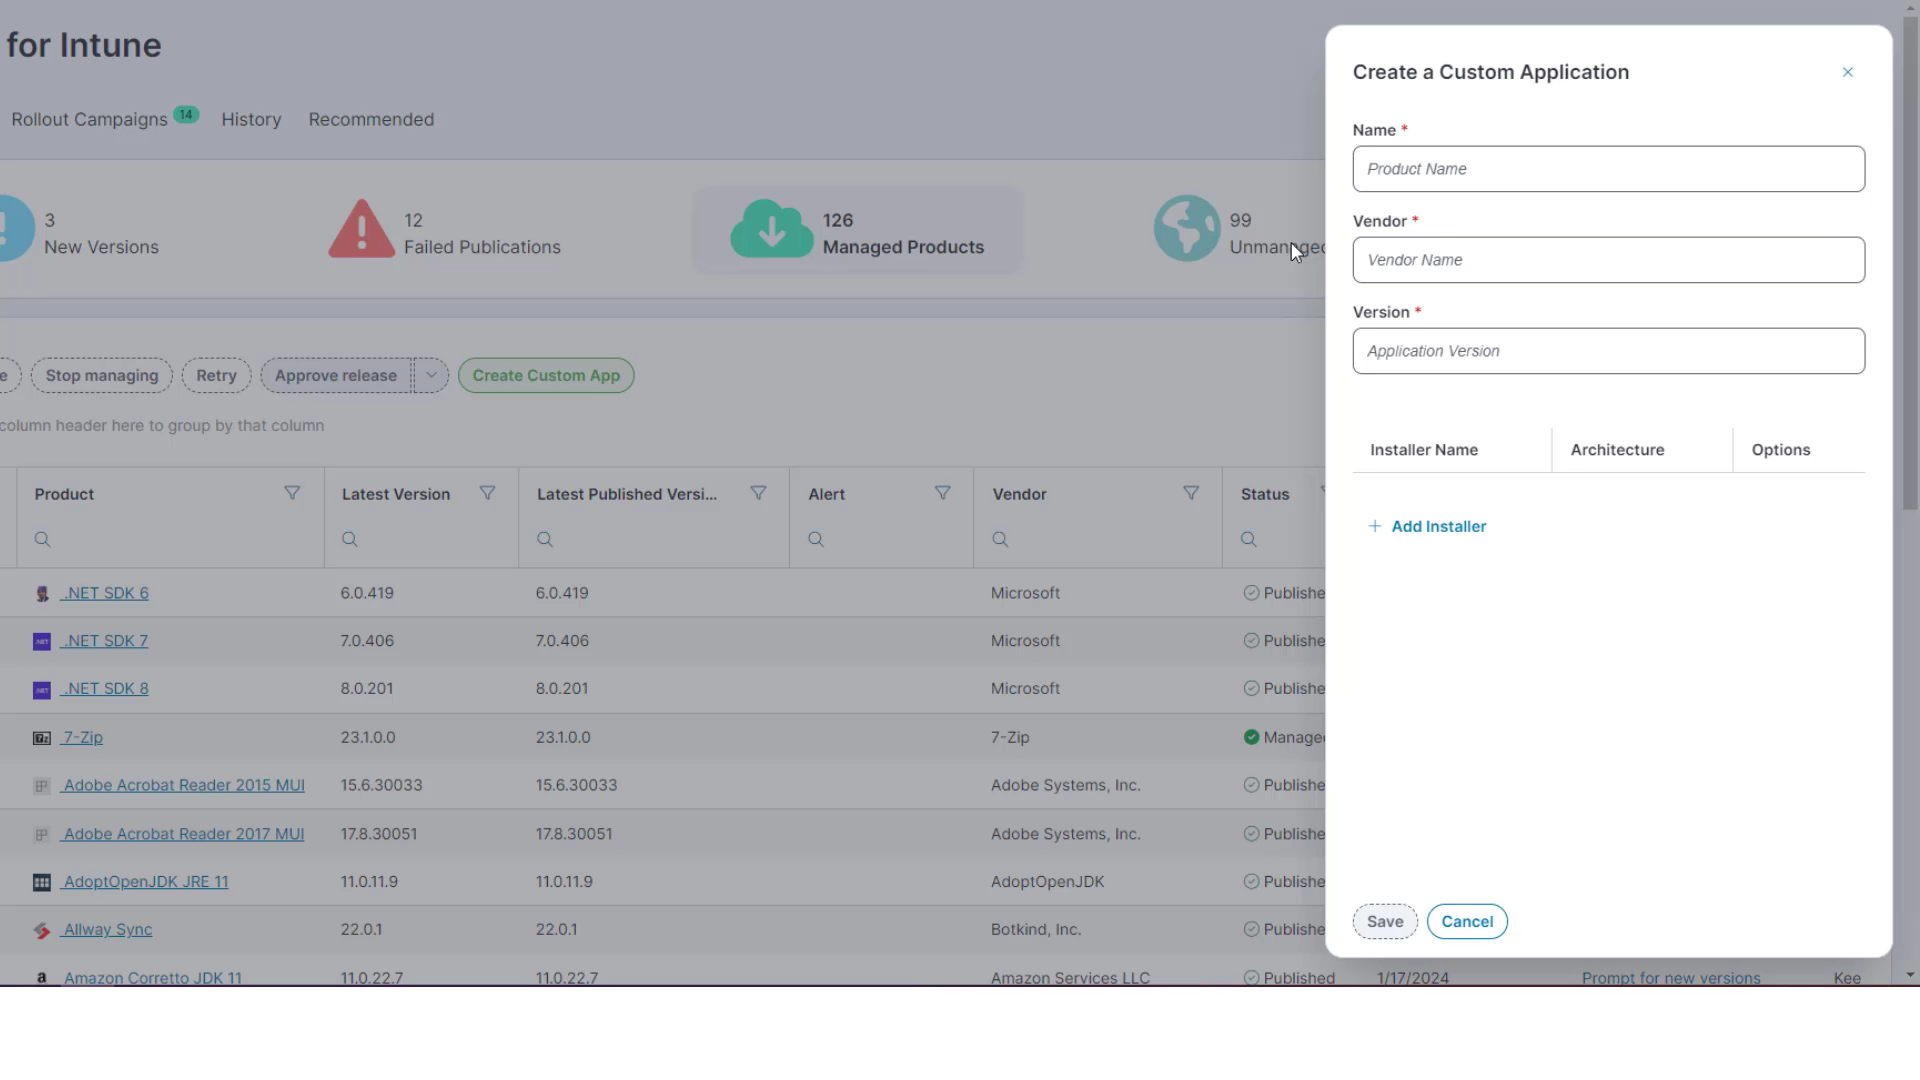 for Intune
Rollout Campaigns 14 History Recommended
3
New Versions
12
Failed Publications
126
Managed Products
99
Unmanaged
e Stop managing Retry Approve release Create Custom App
column header here to group by that column
Product Latest Version Latest Published Versi... Alert Vendor Status
.NET SDK 6 6.0.419 6.0.419 Microsoft Publishe
.NET SDK 7 7.0.406 7.0.406 Microsoft Publishe
.NET SDK 8 8.0.201 8.0.201 Microsoft Publishe
7-Zip 23.1.0.0 23.1.0.0 7-Zip Managed
Adobe Acrobat Reader 2015 MUI 15.6.30033 15.6.30033 Adobe Systems, Inc. Publishe
Adobe Acrobat Reader 2017 MUI 17.8.30051 17.8.30051 Adobe Systems, Inc. Publishe
AdoptOpenJDK JRE 11 11.0.11.9 11.0.11.9 AdoptOpenJDK Publishe
Allway Sync 22.0.1 22.0.1 Botkind, Inc. Publishe
Amazon Corretto JDK 11 11.0.22.7 11.0.22.7 Amazon Services LLC Published 1/17/2024 Prompt for new versions Kee
Create a Custom Application
Name *
Product Name
Vendor *
Vendor Name
Version *
Application Version
Installer Name Architecture Options
+ Add Installer
Save Cancel